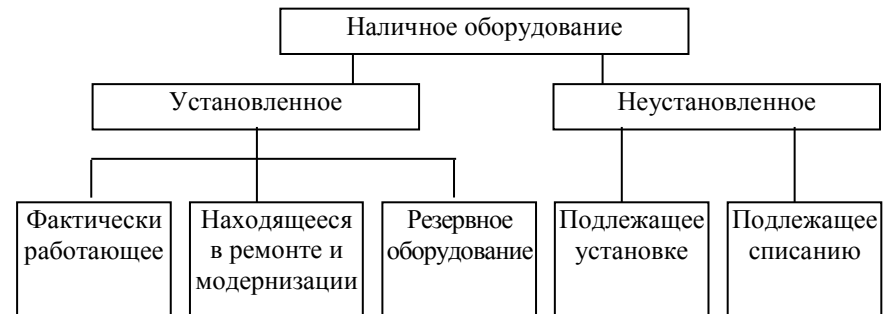 Наличное оборудование
Установленное
Неустановленное
Фактически
работающее
Находящееся
в ремонте и
модернизации
Резервное
оборудование
Подлежащее
установке
Подлежащее
списанию